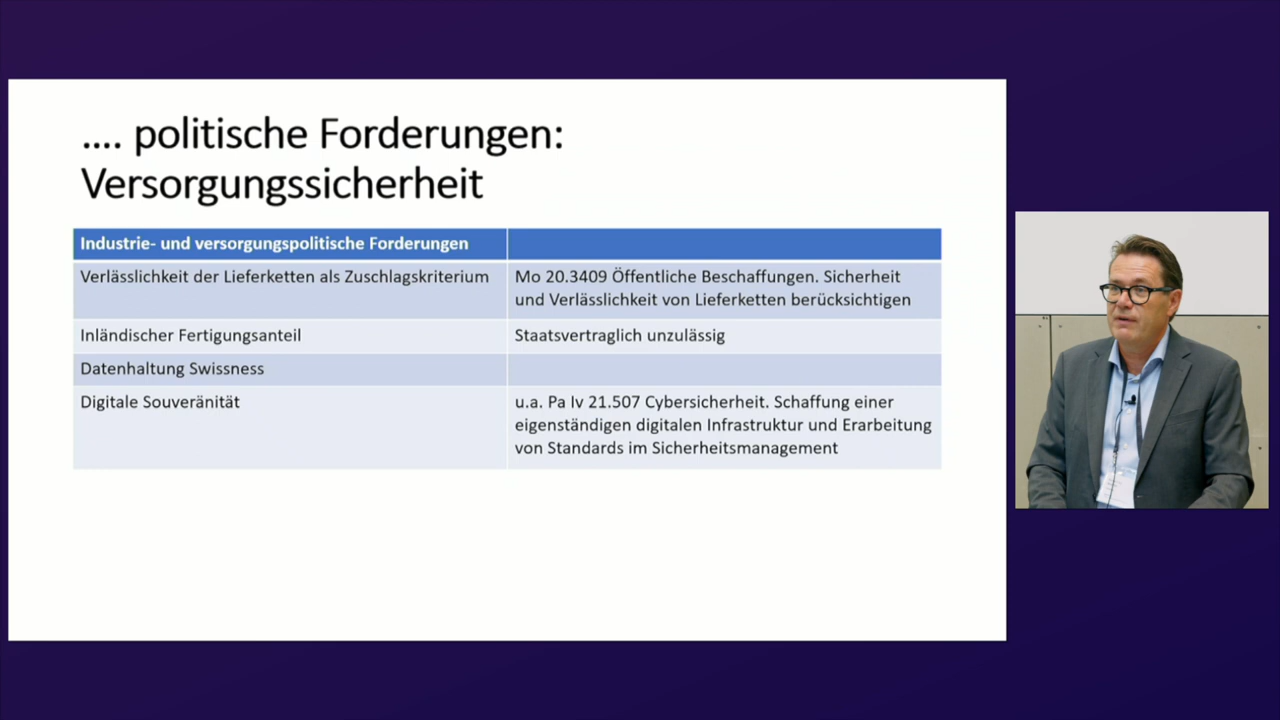 .... politische Forderungen:
Versorgungssicherheit
Industrie- und versorgungspolitische Forderungen
Verlässlichkeit der Lieferketten als Zuschlagskriterium
Mo 20.3409 Öffentliche Beschaffungen. Sicherheit
und Verlässlichkeit von Lieferketten berücksichtigen
Inländischer Fertigungsanteil
Staatsvertraglich unzulässig
Datenhaltung Swissness
Digitale Souveränität
u.a. Pa Iv 21.507 Cybersicherheit. Schaffung einer
eigenständigen digitalen Infrastruktur und Erarbeitung
von Standards im Sicherheitsmanagement